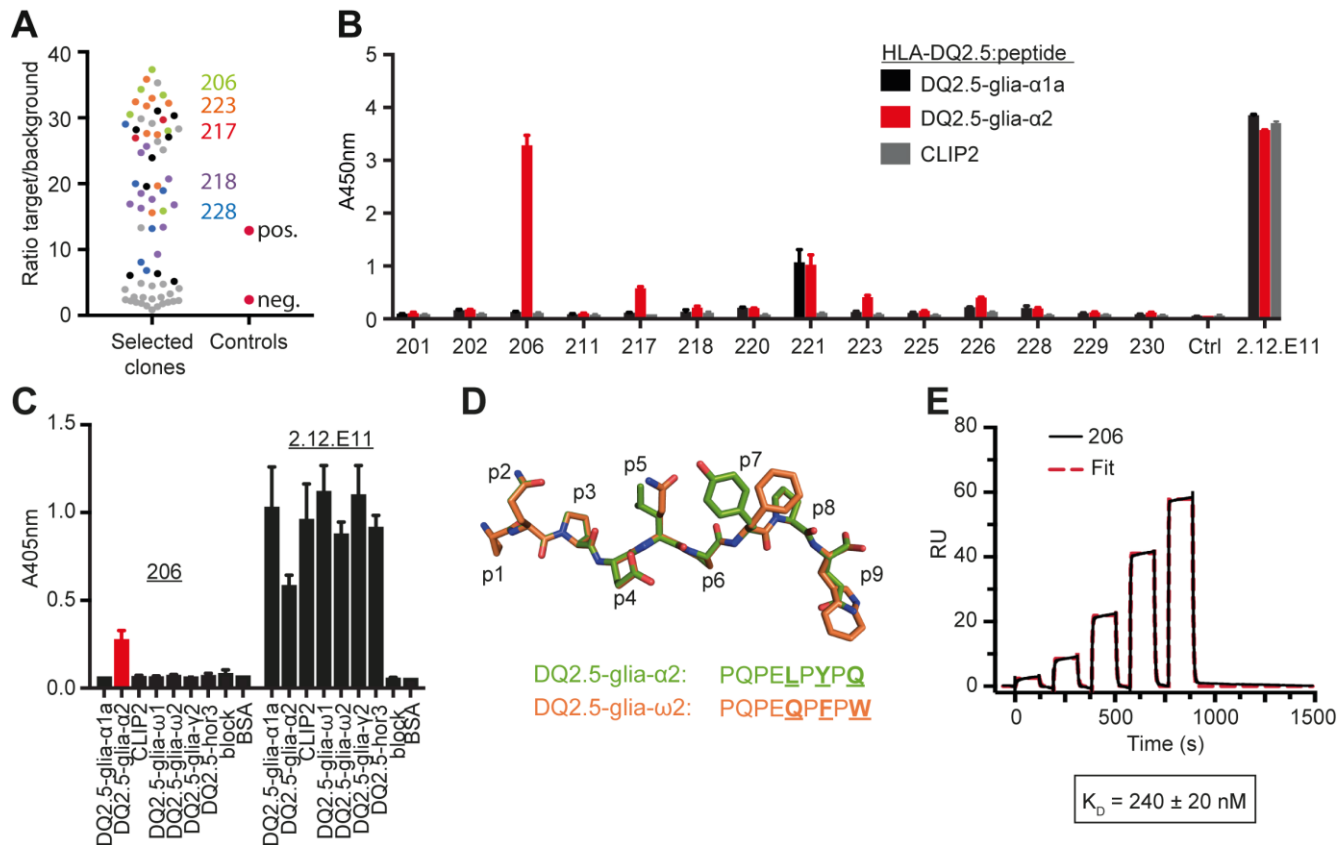 A
Ratio target/background
40
30
20
10
0
206
223
217
218
228
pos.
neg.
Selected clones
Controls
B
A450nm
5
4
3
2
1
0
HLA-DQ2.5:peptide
DQ2.5-glia-α1a
DQ2.5-glia-α2
CLIP2
201 202 206 211 217 218 220 221 223 225 226 228 229 230 Ctrl 2.12.E11
C
A405nm
1.5
1.0
0.5
0.0
206
2.12.E11
DQ2.5-glia-α1a
DQ2.5-glia-α2
CLIP2
DQ2.5-glia-ω1
DQ2.5-glia-ω2
DQ2.5-glia-γ2
DQ2.5-hor3
block
BSA
DQ2.5-glia-α1a
DQ2.5-glia-α2
CLIP2
DQ2.5-glia-ω1
DQ2.5-glia-ω2
DQ2.5-glia-γ2
DQ2.5-hor3
block
BSA
D
p1
p2
p3
p4
p5
p6
p7
p8
p9
DQ2.5-glia-α2: PQPELPYPQ
DQ2.5-glia-ω2: PQPEQPFPW
E
RU
80
60
40
20
0
206
Fit
0 500 1000 1500
Time (s)
K_D = 240 ± 20 nM